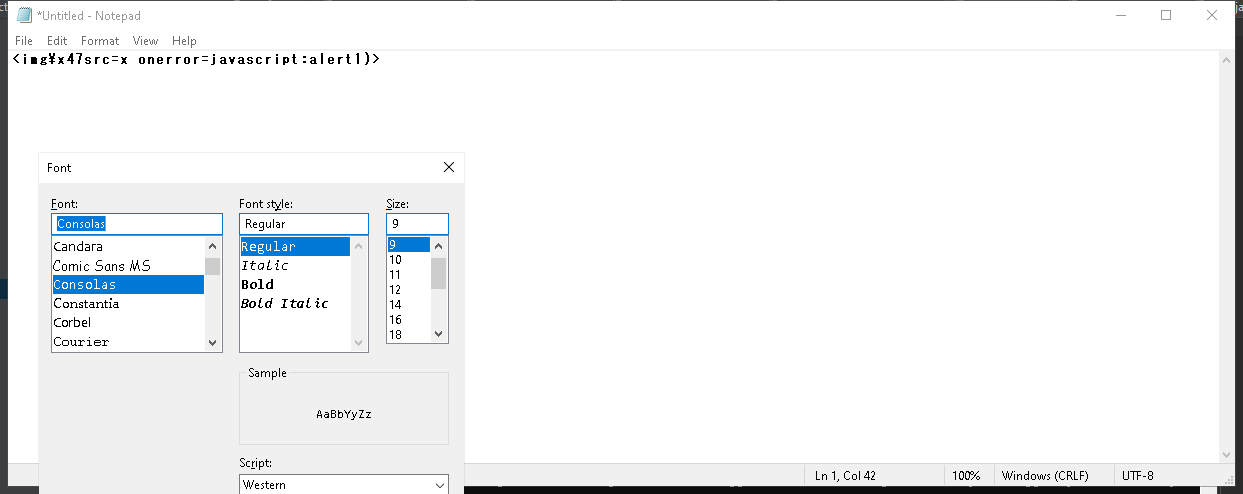 *Untitled - Notepad
File Edit Format View Help
<img¥x47src=x onerror=javascript:alert1)>
Font
Font: Font style: Size:
Consolas Regular 9
Candara Regular 9
Comic Sans MS Italic 10
Consolas Bold 11
Constantia Bold Italic 12
Corbel 14
Courier 16
18
Sample
AaBbYyZz
Script:
Western
Ln 1, Col 42 100% Windows (CRLF) UTF-8